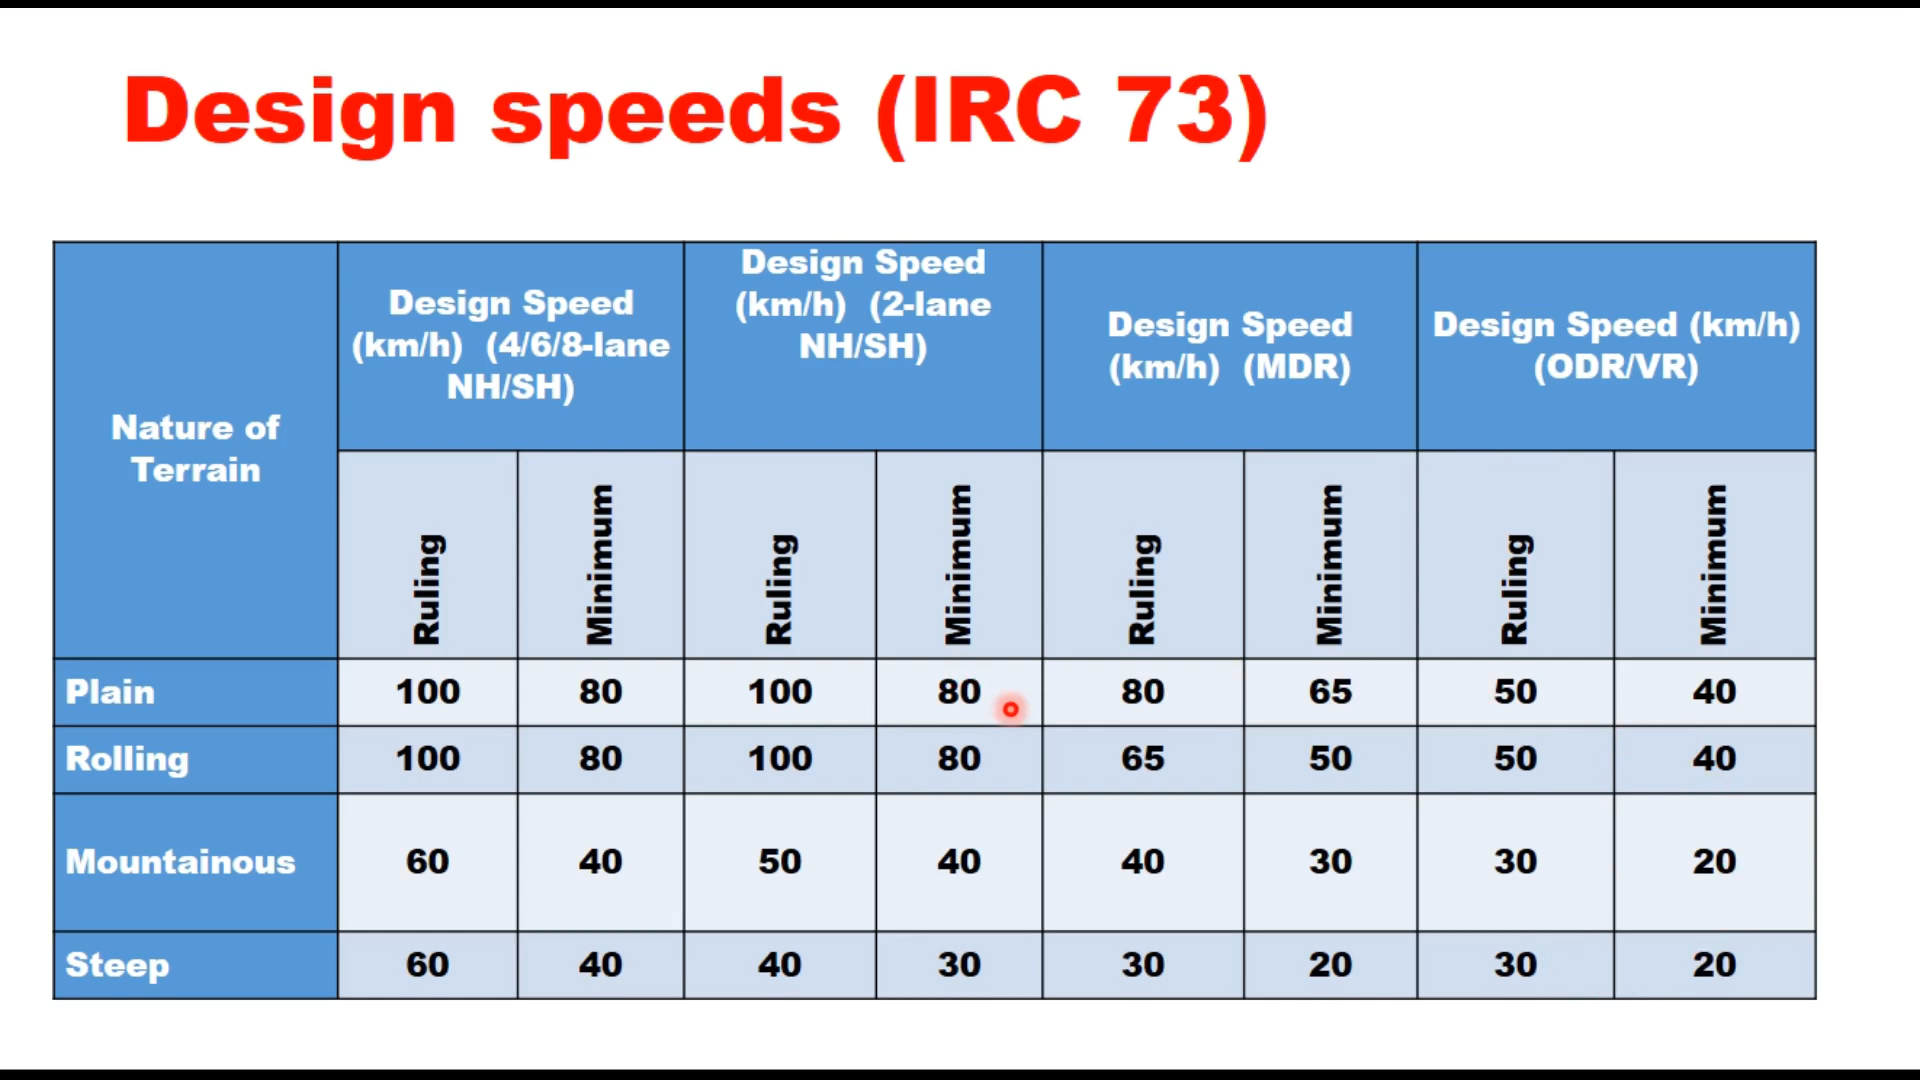 Design speeds (IRC 73)
Nature of
Terrain
Design Speed
(km/h) (4/6/8-lane
NH/SH)
Design Speed
(km/h) (2-lane
NH/SH)
Design Speed
(km/h) (MDR)
Design Speed (km/h)
(ODR/VR)
Ruling Minimum Ruling Minimum Ruling Minimum Ruling Minimum
Plain 100 80 100 80 80 65 50 40
Rolling 100 80 100 80 65 50 50 40
Mountainous 60 40 50 40 40 30 30 20
Steep 60 40 40 30 30 20 30 20